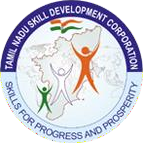 TAMIL NADU SKILL DEVELOPMENT CORPORATION
SKILLS FOR PROGRESS AND PROSPERITY